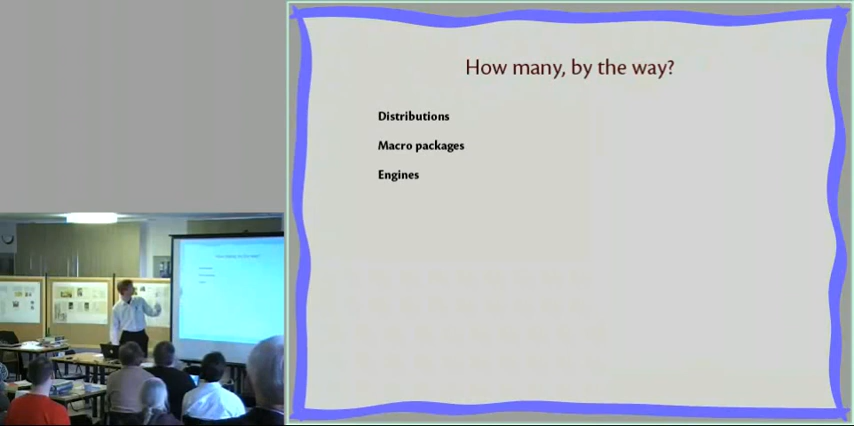 How many, by the way?
Distributions
Macro packages
Engines